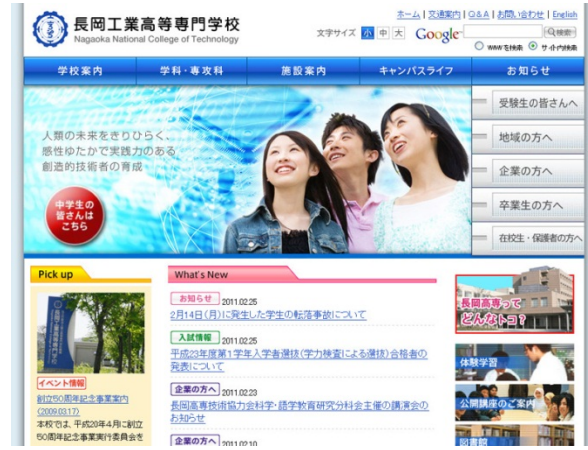 長岡工業高等専門学校
Nagaoka National College of Technology
ホーム | 交通案内 | Q&A | お問い合わせ | English
文字サイズ 小 中 大
Google
検索
WWWを検索 サイト内検索
学校案内 学科・専攻科 施設案内 キャンパスライフ お知らせ
人類の未来をきりひらく、
感性ゆたかで実践力のある
創造的技術者の育成
中学生の
皆さんは
こちら
受験生の皆さんへ
地域の方へ
企業の方へ
卒業生の方へ
在校生・保護者の方へ
Pick up
イベント情報
創立50周年記念事業案内
(2009.03.17)
本校では、平成20年4月に創立
50周年記念事業実行委員会を
What's New
お知らせ 2011.02.25
2月14日(月)に発生した学生の転落事故について
入試情報 2011.02.25
平成23年度第1学年入学者選抜(学力検査による選抜)合格者の
発表について
企業の方へ 2011.02.23
長岡高専技術協力会科学・語学教育研究分科会主催の講演会の
お知らせ
企業の方へ 2011.02.10
長岡高専って
どんなトコ?
体験学習
公開講座のご案内
図書館